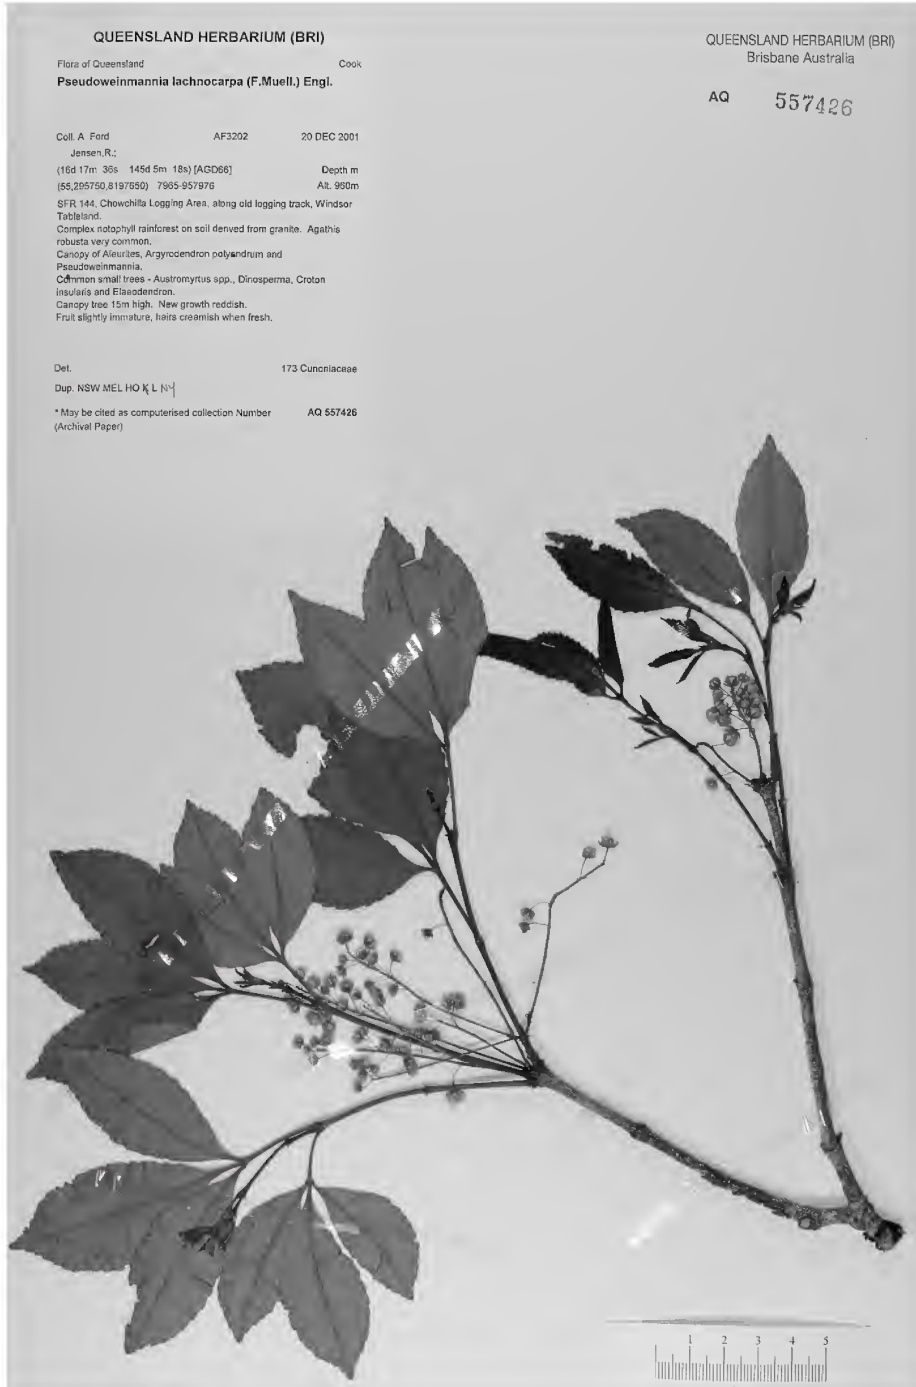 QUEENSLAND HERBARIUM (BRI)
Flora of Queensland Cook
Pseudoweinmannia lachnocarpa (F.Muell.) Engl.
Coll. A Ford AF3202 20 DEC 2001
Jensen,R.;
(16d 17m 36s 145d 5m 18s) [AGD66] Depth m
(55,295750,8197650) 7965-957976 Alt. 960m
SFR 144, Chowchilla Logging Area, along old logging track, Windsor
Tableland.
Complex notophyll rainforest on soil derived from granite. Agathis
robusta very common.
Canopy of Aleurites, Argyrodendron polyandrum and
Pseudoweinmannia.
Common small trees - Austromyrtus spp., Dinosperma, Croton
insularis and Elaeodendron.
Canopy tree 15m high. New growth reddish.
Fruit slightly immature, hairs creamish when fresh.
Det. 173 Cunoniaceae
Dup. NSW MEL HO K L NY
* May be cited as computerised collection Number AQ 557426
(Archival Paper)
QUEENSLAND HERBARIUM (BRI)
Brisbane Australia
AQ 557426
1 2 3 4 5